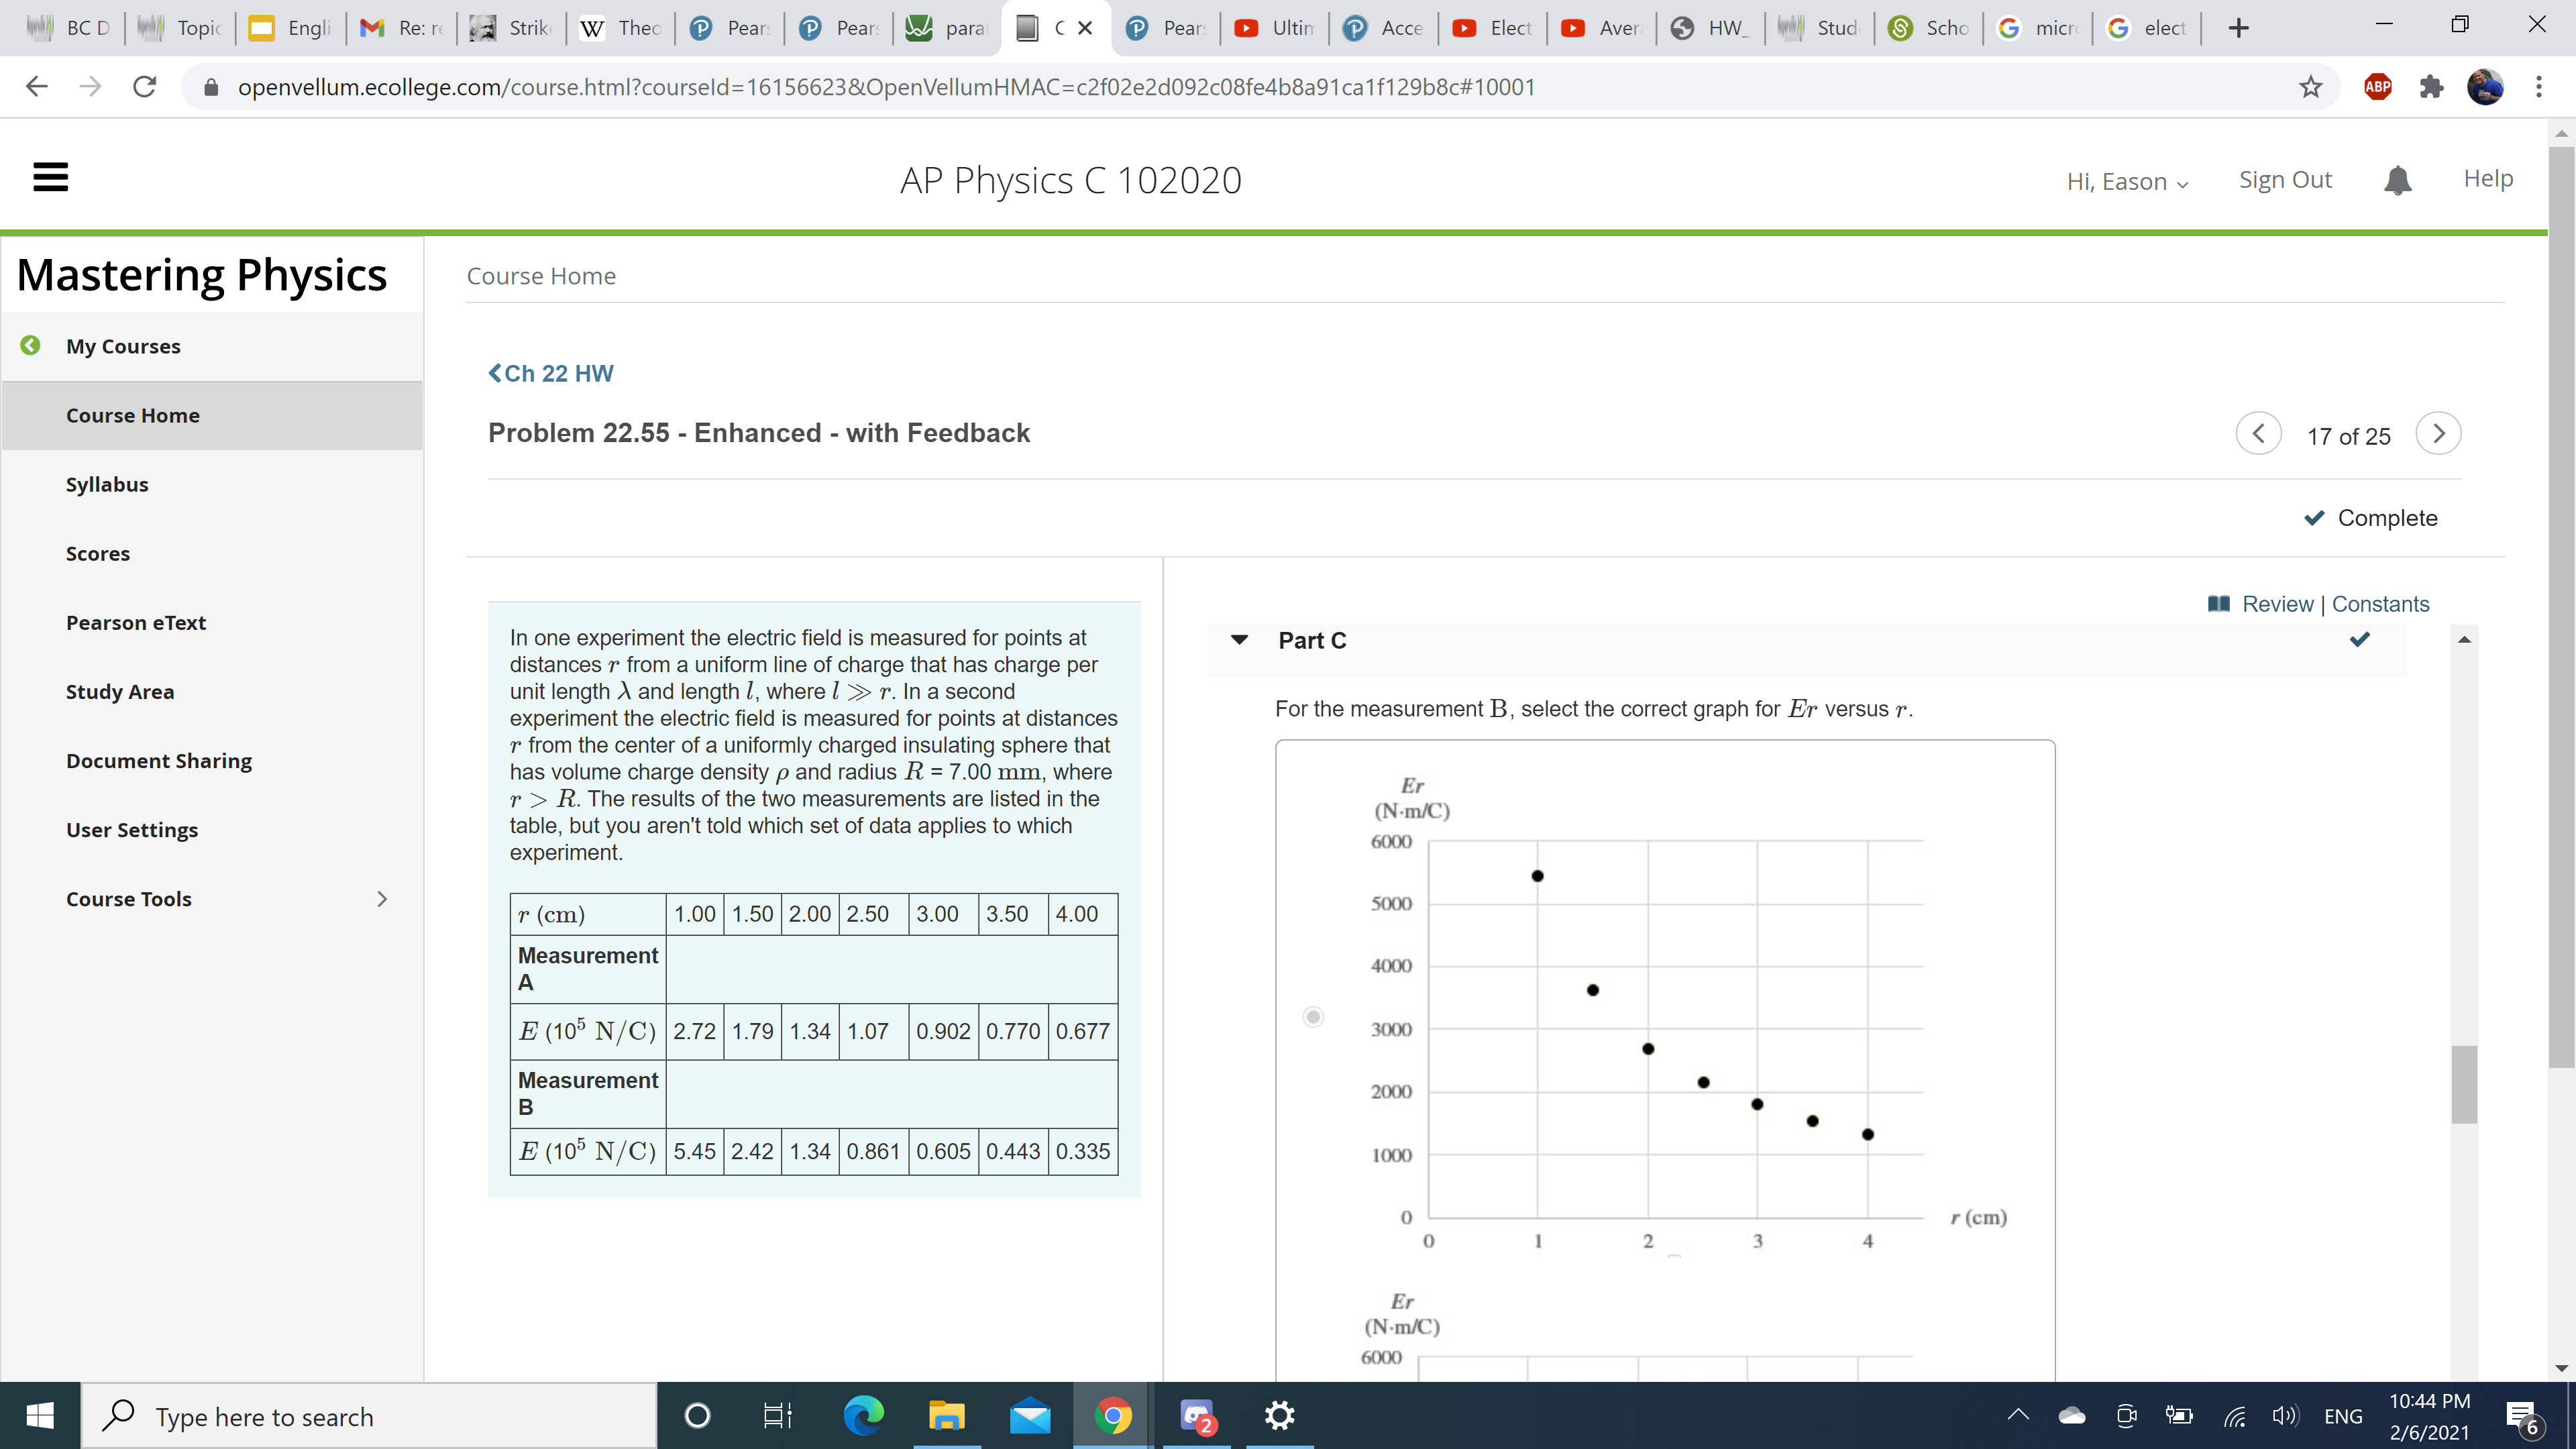 BC D
Topic
Engli
Re: re
Strik
Theo
Pears
Pears
para
C
Pears
Ultim
Acce
Elect
Aver
HW_
Stud
Scho
micro
elect
openvellum.ecollege.com/course.html?courseId=16156623&OpenVellumHMAC=c2f02e2d092c08fe4b8a91ca1f129b8c#10001
ABP
AP Physics C 102020
Hi, Eason
Sign Out
Help
Mastering Physics
My Courses
Course Home
Syllabus
Scores
Pearson eText
Study Area
Document Sharing
User Settings
Course Tools
Course Home
Ch 22 HW
Problem 22.55 - Enhanced - with Feedback
17 of 25
Complete
In one experiment the electric field is measured for points at
distances r from a uniform line of charge that has charge per
unit length λ and length l, where l ≫ r. In a second
experiment the electric field is measured for points at distances
r from the center of a uniformly charged insulating sphere that
has volume charge density ρ and radius R = 7.00 mm, where
r > R. The results of the two measurements are listed in the
table, but you aren't told which set of data applies to which
experiment.
r (cm) 1.00 1.50 2.00 2.50 3.00 3.50 4.00
Measurement
A
E (10⁵ N/C) 2.72 1.79 1.34 1.07 0.902 0.770 0.677
Measurement
B
E (10⁵ N/C) 5.45 2.42 1.34 0.861 0.605 0.443 0.335
Review | Constants
Part C
For the measurement B, select the correct graph for Er versus r.
Er
(N·m/C)
6000
5000
4000
3000
2000
1000
0
r (cm)
0 1 2 3 4
Er
(N·m/C)
6000
Type here to search
2
ENG
10:44 PM
2/6/2021
6